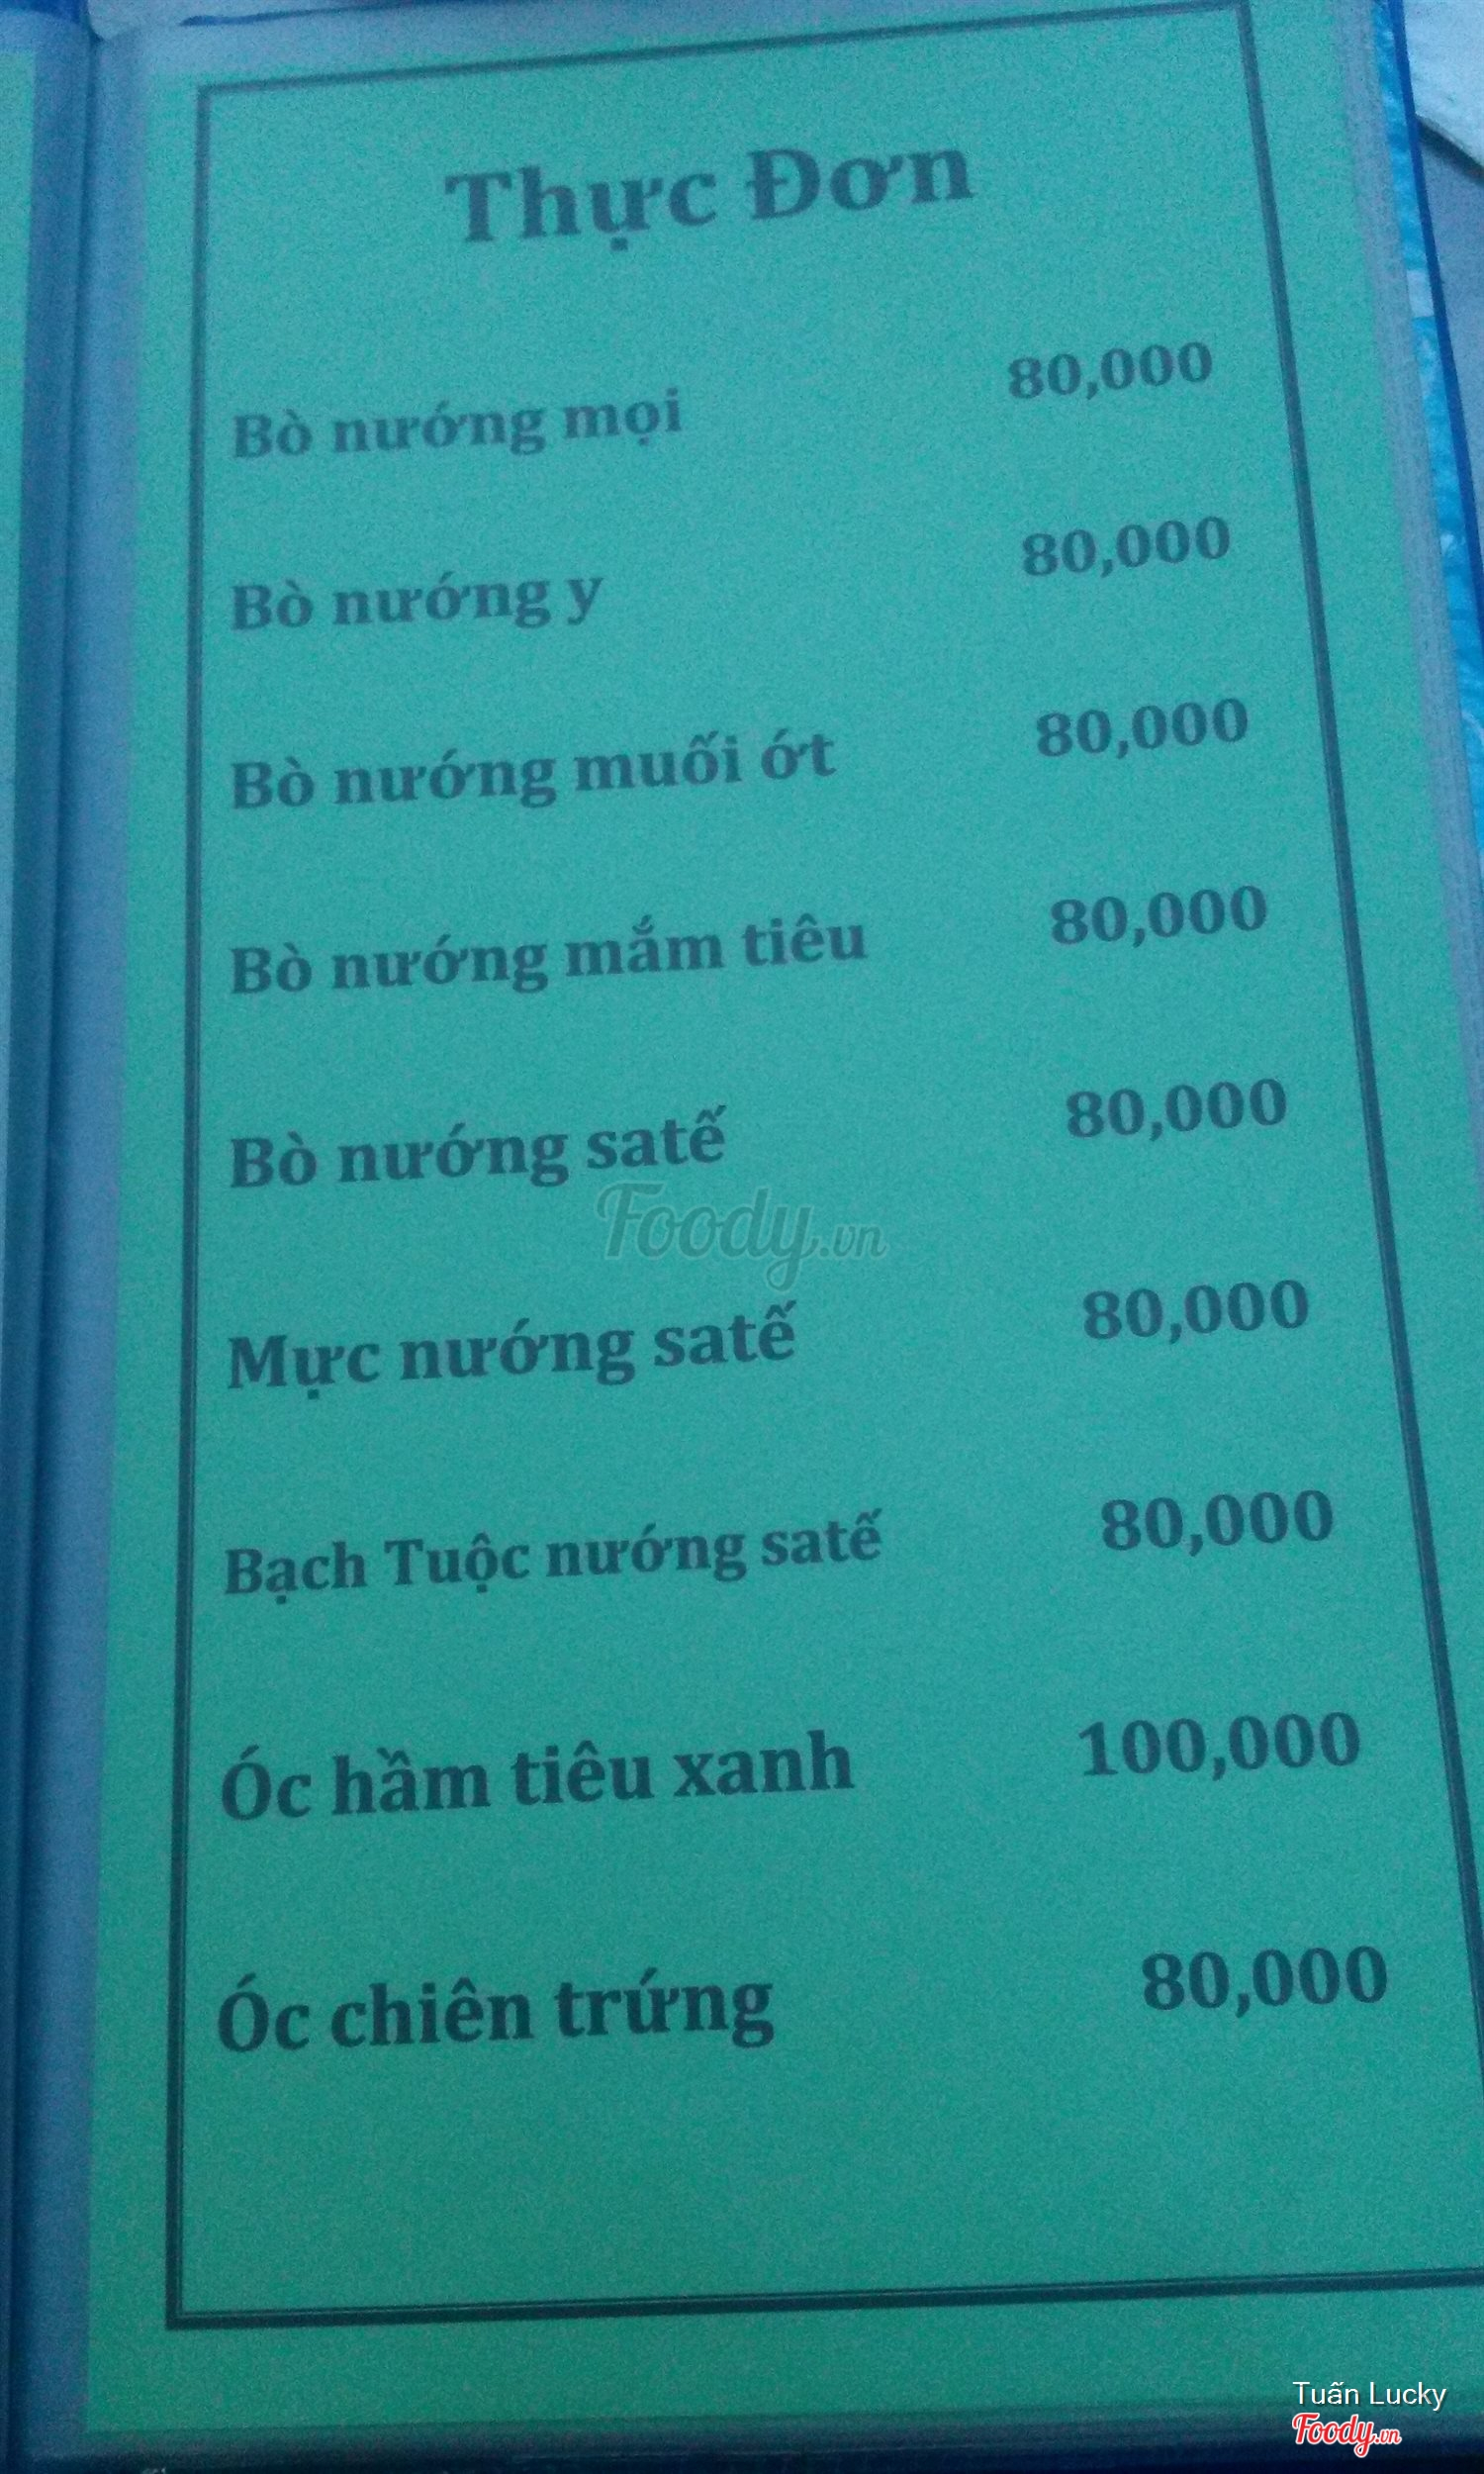 Thực Đơn
Bò nướng mọi 80,000
Bò nướng y 80,000
Bò nướng muối ớt 80,000
Bò nướng mắm tiêu 80,000
Bò nướng satế 80,000
Foody.vn
Mực nướng satế 80,000
Bạch Tuộc nướng satế 80,000
Óc hầm tiêu xanh 100,000
Óc chiên trứng 80,000
Tuấn Lucky
Foody.vn